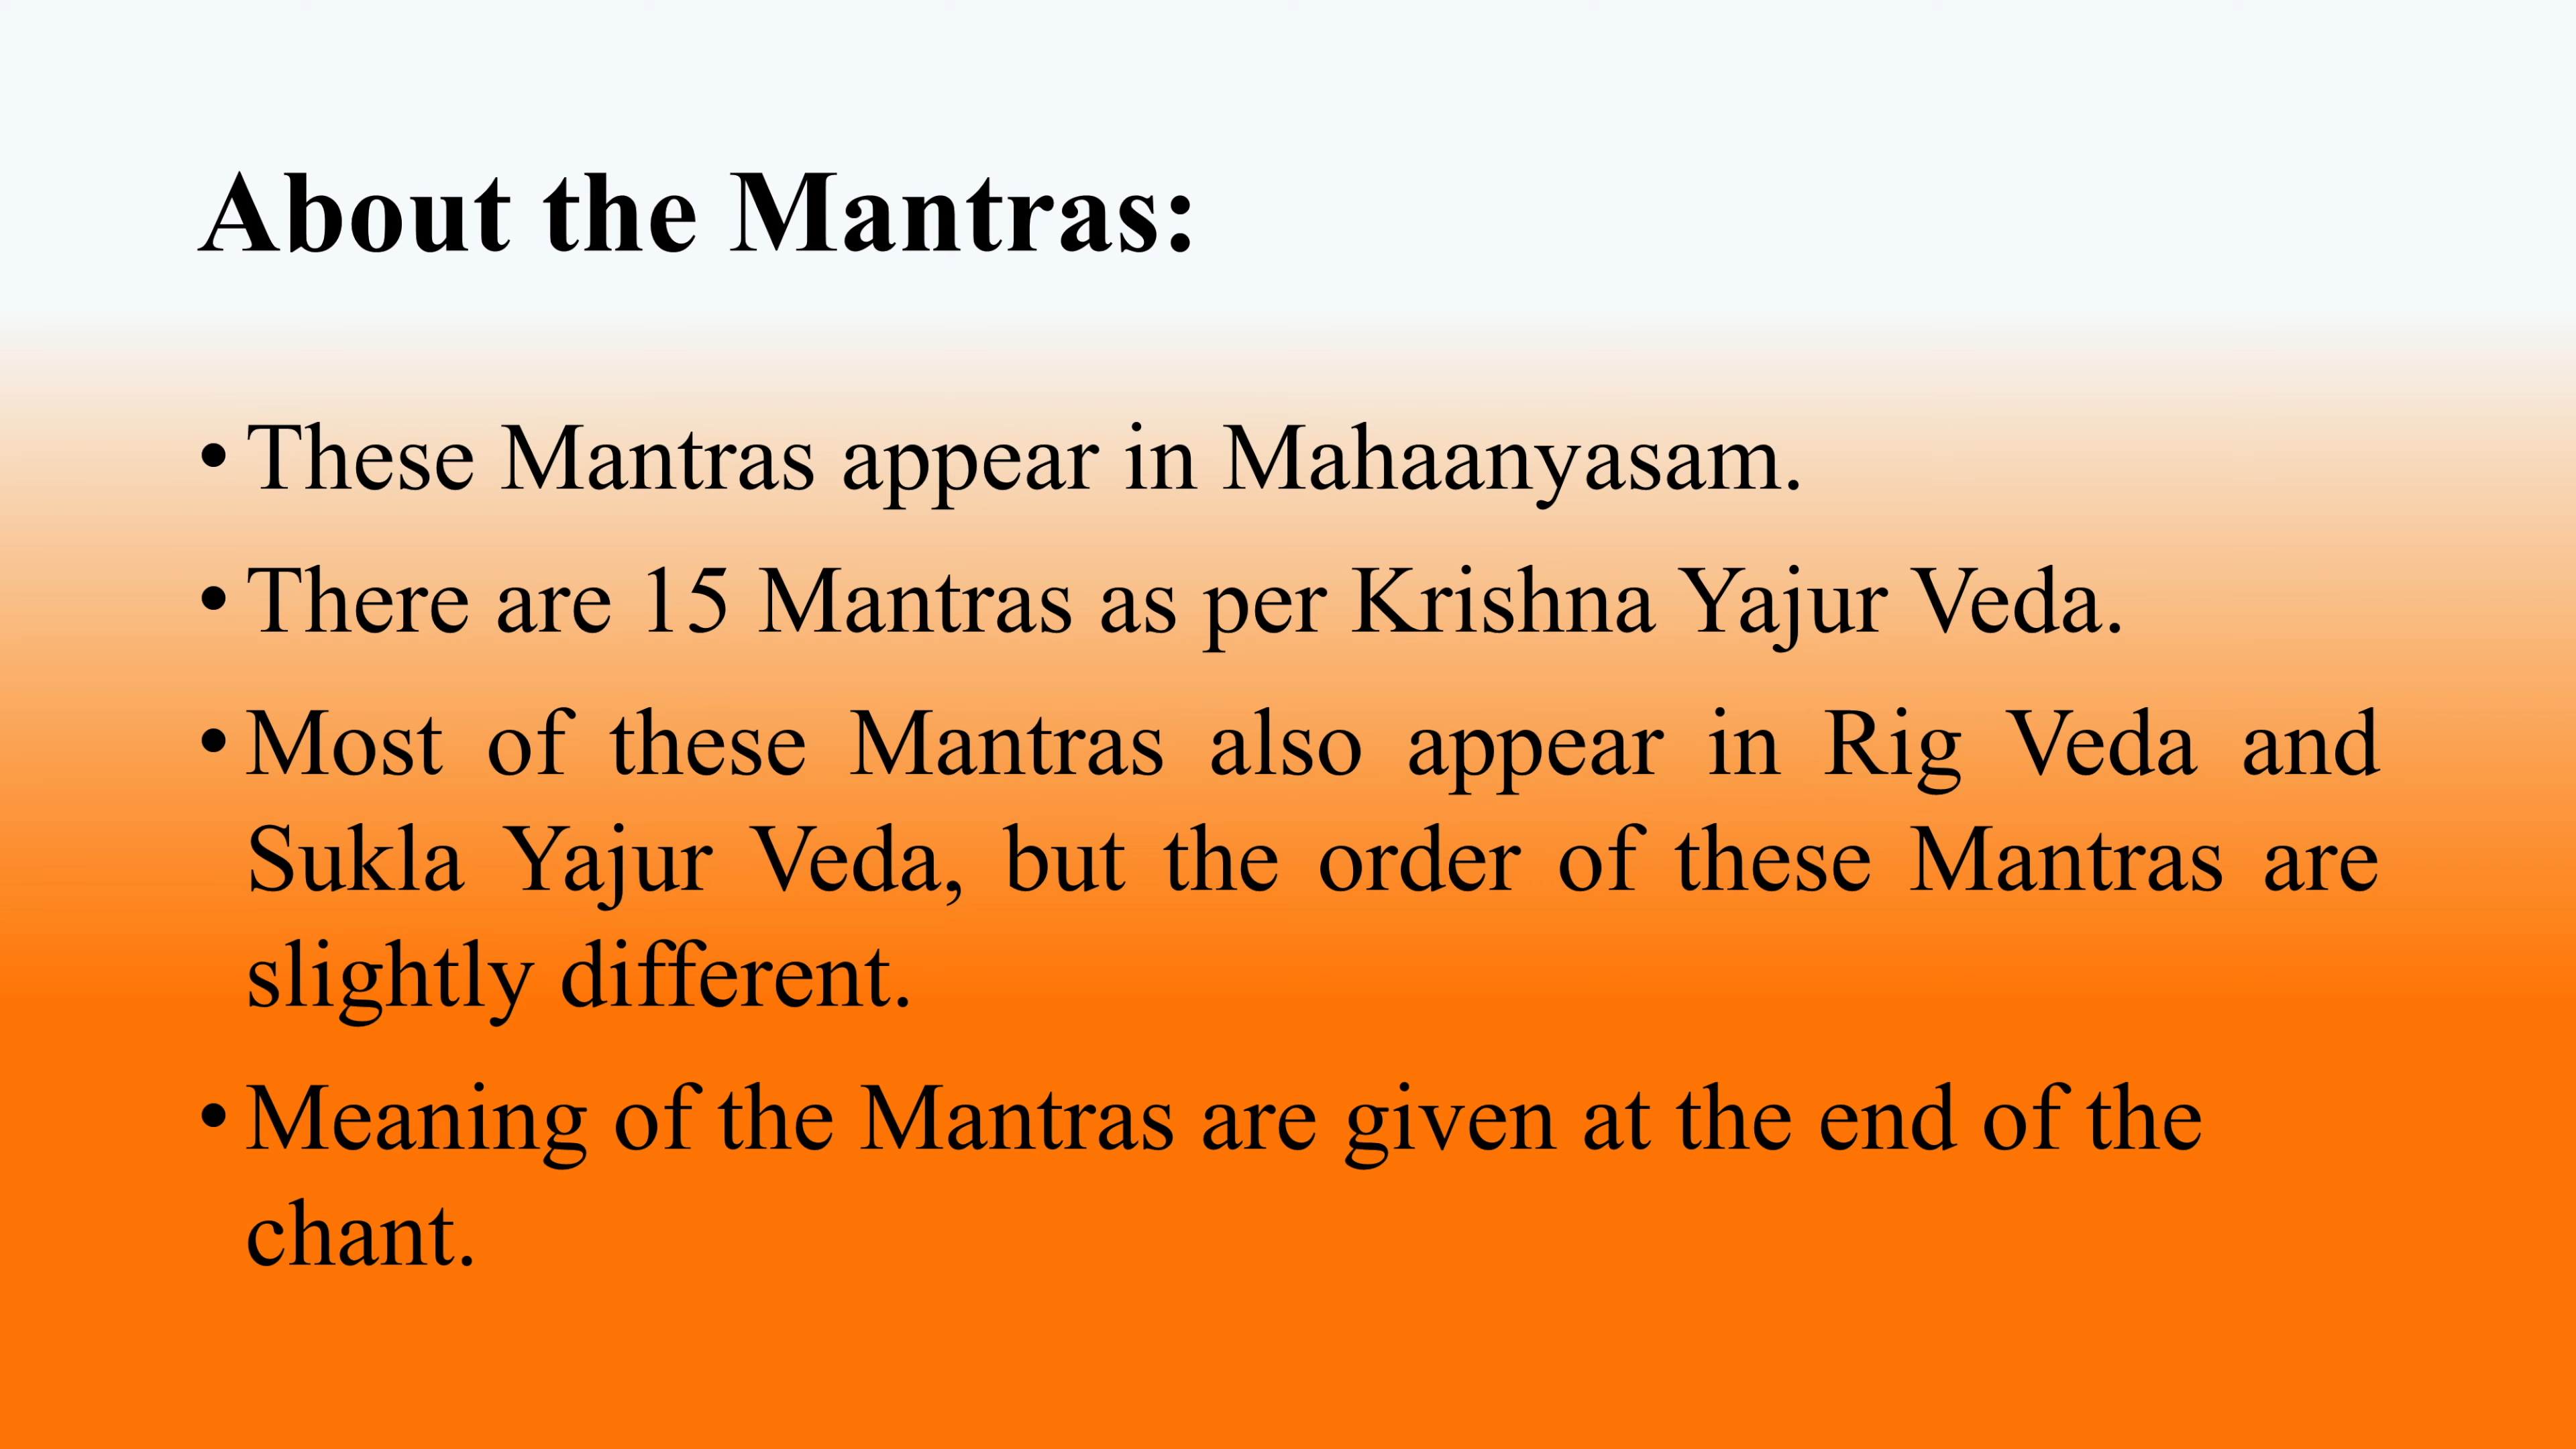 About the Mantras:
• These Mantras appear in Mahaanyasam.
• There are 15 Mantras as per Krishna Yajur Veda.
• Most of these Mantras also appear in Rig Veda and
Sukla Yajur Veda, but the order of these Mantras are
slightly different.
• Meaning of the Mantras are given at the end of the
chant.